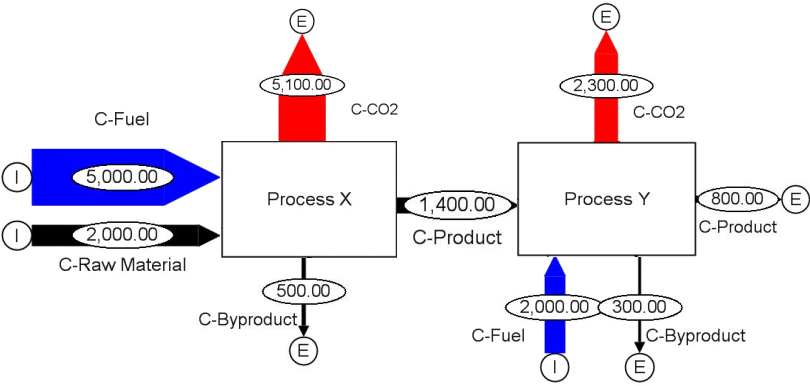 E
5,100.00
C-CO2
E
2,300.00
C-CO2
C-Fuel
I
5,000.00
Process X
1,400.00
C-Product
Process Y
800.00
E
C-Product
I
2,000.00
C-Raw Material
500.00
C-Byproduct
E
2,000.00
300.00
C-Fuel
C-Byproduct
I
E